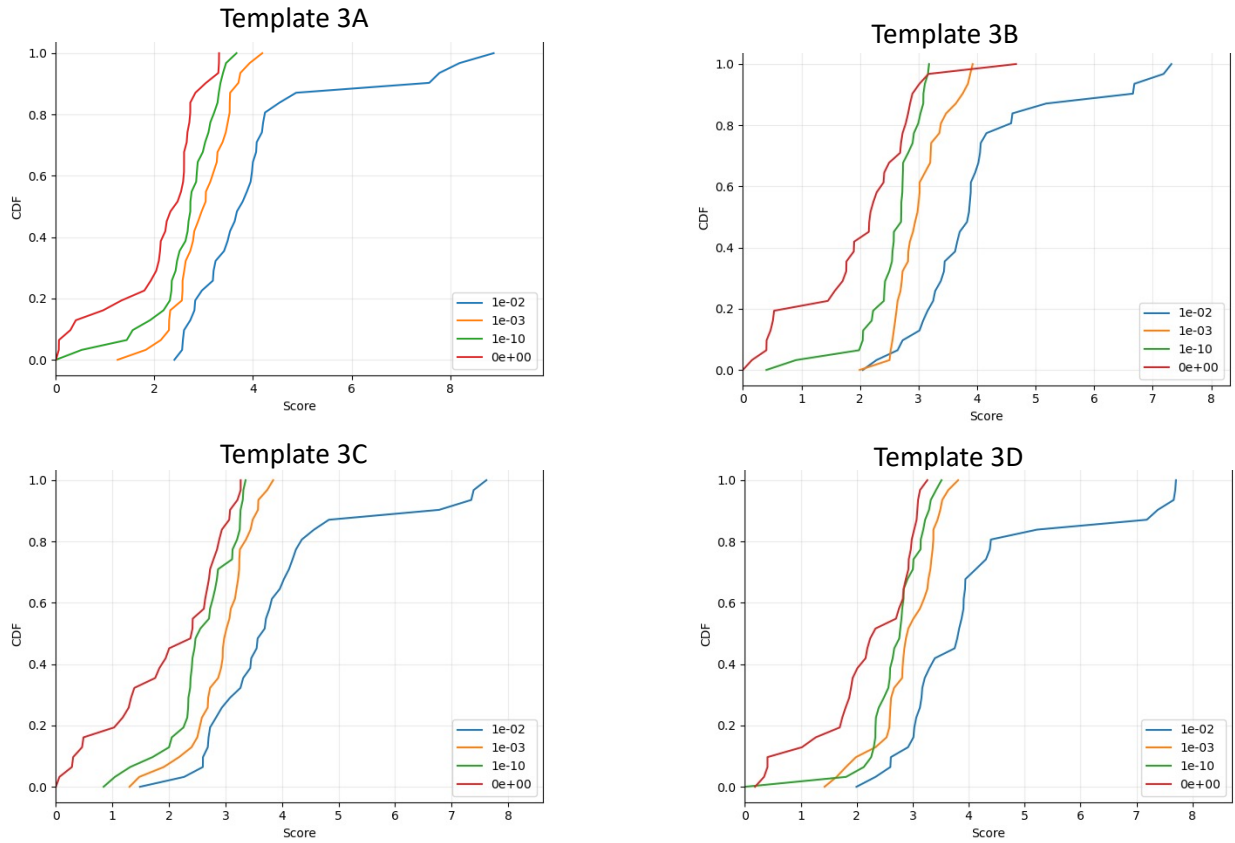 Template 3A
1.0
0.8
0.6
0.4
0.2
0.0
CDF
0
2
4
6
8
Score
1e-02
1e-03
1e-10
0e+00
Template 3B
1.0
0.8
0.6
0.4
0.2
0.0
CDF
0
1
2
3
4
5
6
7
8
Score
1e-02
1e-03
1e-10
0e+00
Template 3C
1.0
0.8
0.6
0.4
0.2
0.0
CDF
0
1
2
3
4
5
6
7
8
Score
1e-02
1e-03
1e-10
0e+00
Template 3D
1.0
0.8
0.6
0.4
0.2
0.0
CDF
0
1
2
3
4
5
6
7
8
Score
1e-02
1e-03
1e-10
0e+00